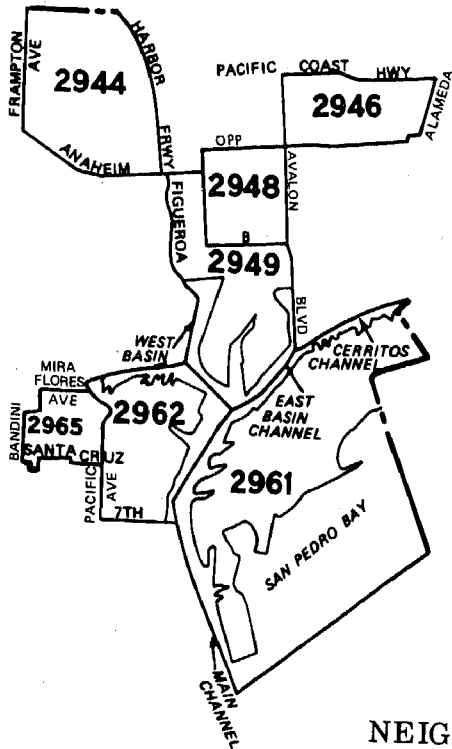 FRAMPTON AVE
HARBOR
FRWY
2944
PACIFIC COAST HWY
2946
ALAMEDA
ANAHEIM
OPP
FIGUEROA
2948
AVALON
BLVD
B
2949
WEST
BASIN
CERRITOS
CHANNEL
MIRA
FLORES
AVE
EAST
BASIN
CHANNEL
BANDINI
2965
2962
SANTA CRUZ
PACIFIC
AVE
7TH
2961
SAN PEDRO BAY
MAIN
CHANNEL
NEIG